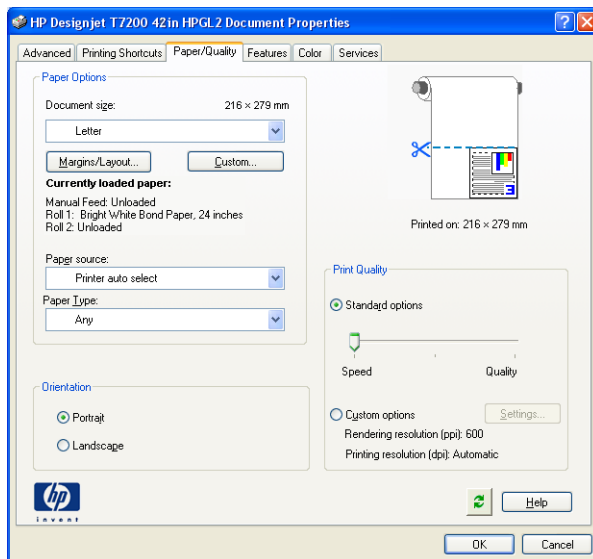 HP Designjet T7200 42in HPGL2 Document Properties
Advanced
Printing Shortcuts
Paper/Quality
Features
Color
Services
Paper Options
Document size:
216 × 279 mm
Letter
Margins/Layout...
Custom...
Currently loaded paper:
Manual Feed: Unloaded
Roll 1: Bright White Bond Paper, 24 inches
Roll 2: Unloaded
Paper source:
Printer auto select
Paper Type:
Any
Orientation
Portrait
Landscape
3
Printed on: 216 × 279 mm
Print Quality
Standard options
Speed
Quality
Custom options
Settings...
Rendering resolution (ppi): 600
Printing resolution (dpi): Automatic
hp
invent
Help
OK
Cancel